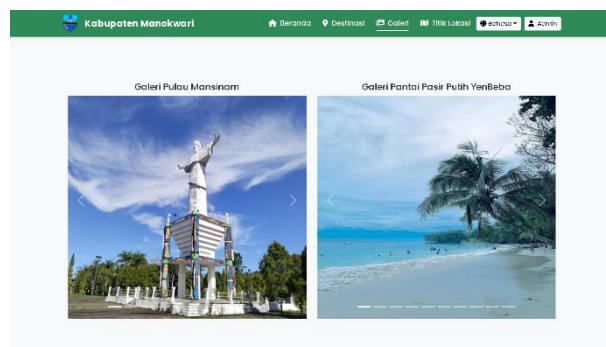 Kabupaten Manokwari
Beranda
Destinasi
Galeri
Titik Lokasi
Bahasa
Admin
Galeri Pulau Mansinam
Galeri Pantai Pasir Putih YenBeba